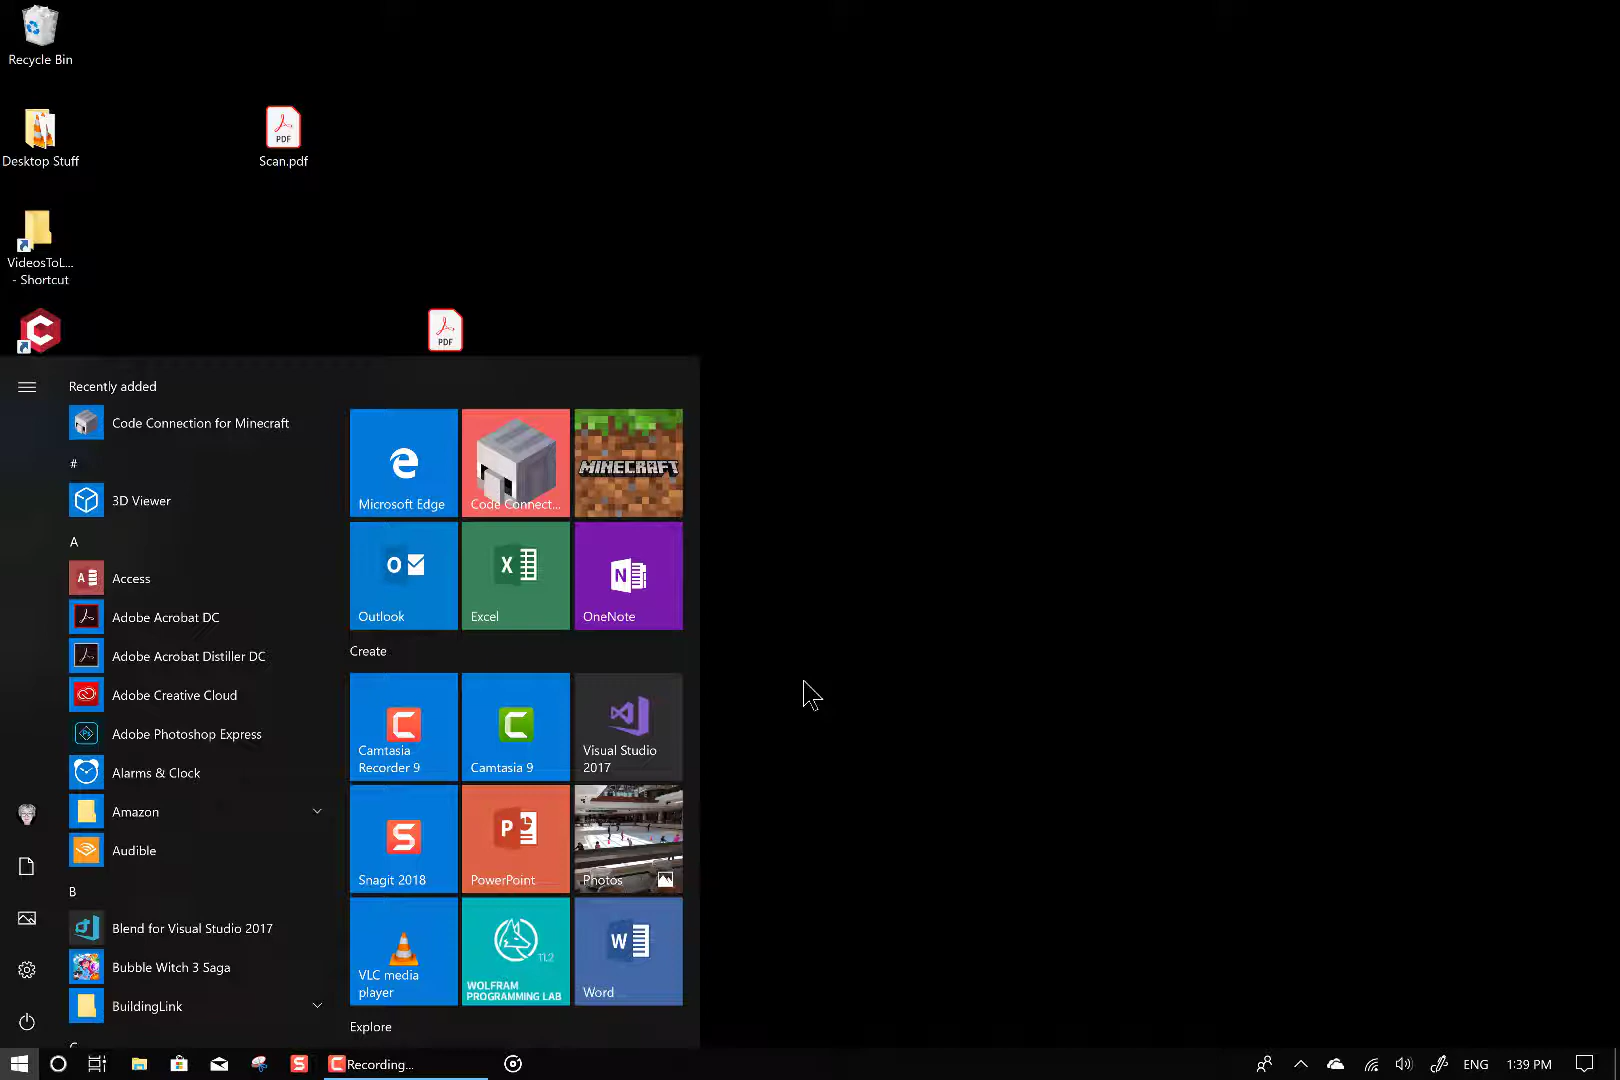 Recycle Bin
Desktop Stuff
PDF
Scan.pdf
VideosToL...
- Shortcut
PDF
Recently added
Code Connection for Minecraft
#
3D Viewer
A
Access
Adobe Acrobat DC
Adobe Acrobat Distiller DC
Adobe Creative Cloud
Adobe Photoshop Express
Alarms & Clock
Amazon
Audible
B
Blend for Visual Studio 2017
Bubble Witch 3 Saga
BuildingLink
Microsoft Edge
Code Connect...
MINECRAFT
Outlook
Excel
OneNote
Create
Camtasia
Recorder 9
Camtasia 9
Visual Studio
2017
Snagit 2018
PowerPoint
Photos
VLC media
player
11.2
WOLFRAM
PROGRAMMING LAB
Word
Explore
Recording...
ENG
1:39 PM